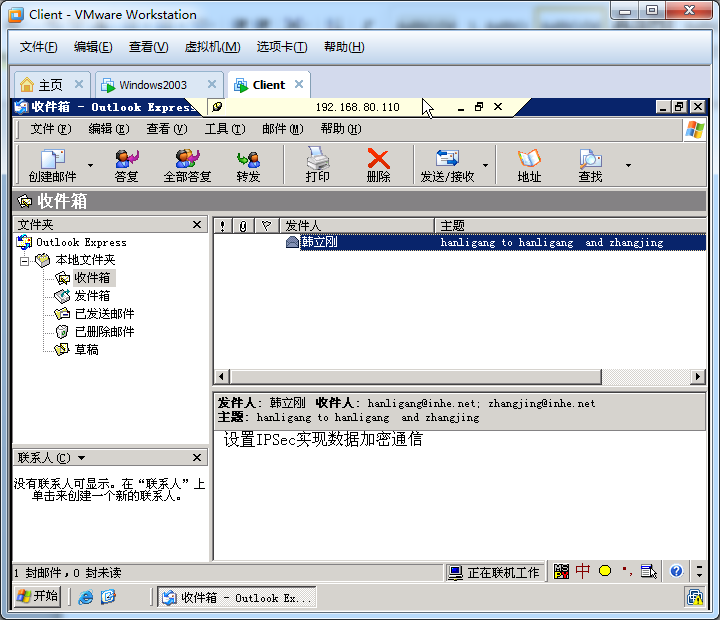 Client - VMware Workstation
文件(F) 编辑(E) 查看(V) 虚拟机(M) 选项卡(T) 帮助(H)
主页 Windows2003 Client
收件箱 - Outlook Express 192.168.80.110
文件(F) 编辑(E) 查看(V) 工具(T) 邮件(M) 帮助(H)
创建邮件 答复 全部答复 转发 打印 删除 发送/接收 地址 查找
收件箱
文件夹
Outlook Express
本地文件夹
收件箱
发件箱
已发送邮件
已删除邮件
草稿
发件人 主题
韩立刚 hanligang to hanligang and zhangjing
发件人: 韩立刚 收件人: hanligang@inhe.net; zhangjing@inhe.net
主题: hanligang to hanligang and zhangjing
设置IPSec实现数据加密通信
联系人(C)
没有联系人可显示。在“联系人”上
单击来创建一个新的联系人。
1 封邮件，0 封未读 正在联机工作 中
开始 收件箱 - Outlook Ex...